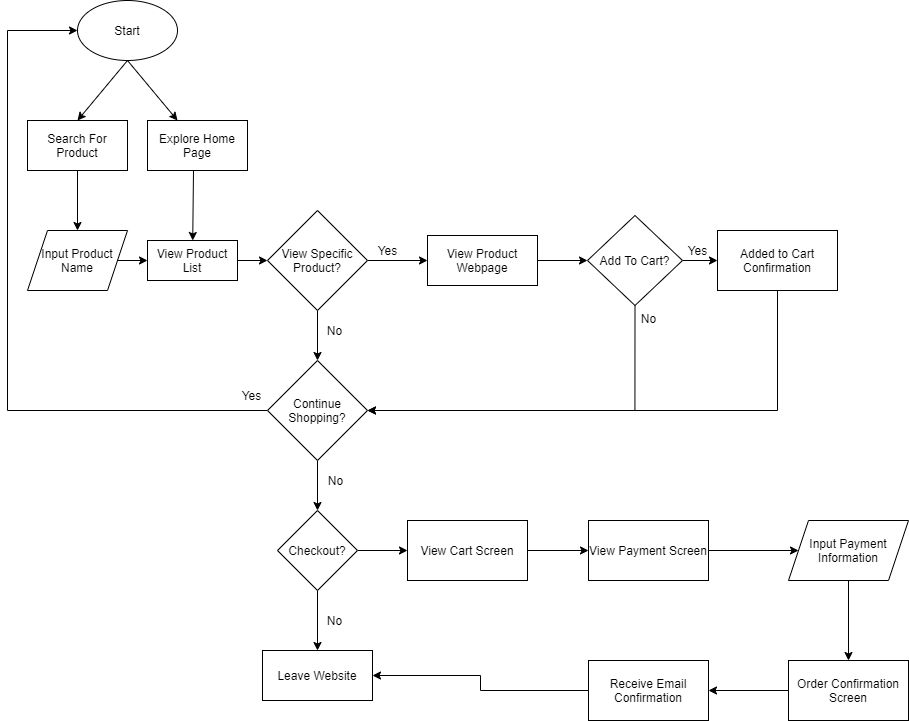 Start
Search For
Product
Explore Home
Page
Input Product
Name
View Product
List
View Specific
Product?
Yes
View Product
Webpage
Add To Cart?
Yes
Added to Cart
Confirmation
No
No
Yes
Continue
Shopping?
No
Checkout?
View Cart Screen
View Payment Screen
Input Payment
Information
No
Leave Website
Receive Email
Confirmation
Order Confirmation
Screen